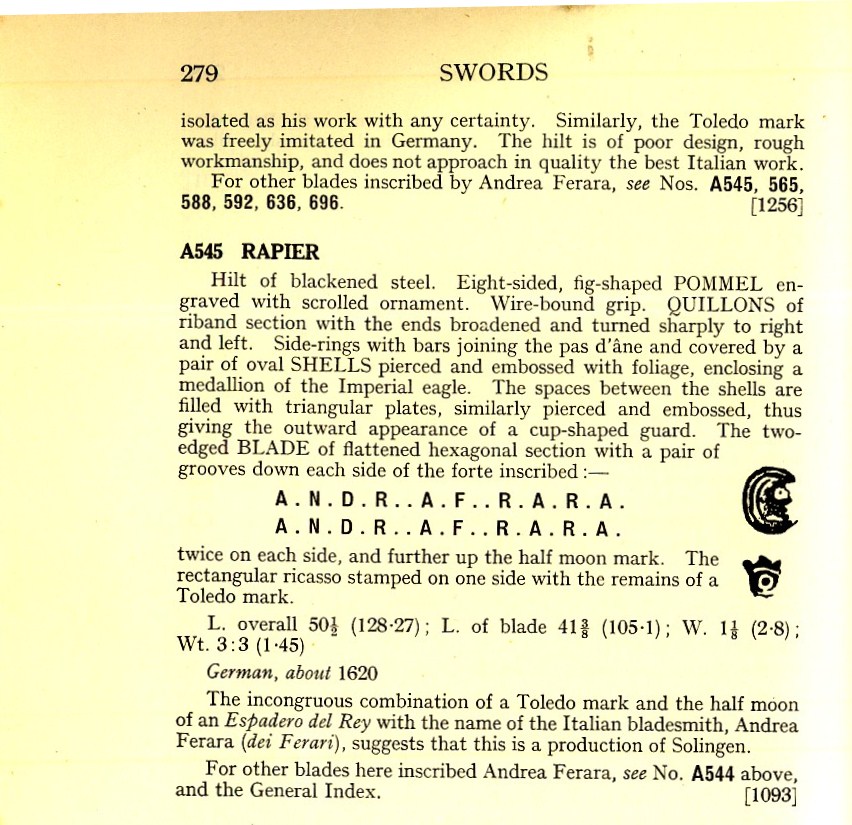 279 SWORDS
isolated as his work with any certainty. Similarly, the Toledo mark
was freely imitated in Germany. The hilt is of poor design, rough
workmanship, and does not approach in quality the best Italian work.
For other blades inscribed by Andrea Ferara, see Nos. A545, 565,
588, 592, 636, 696. [1256]
A545 RAPIER
Hilt of blackened steel. Eight-sided, fig-shaped POMMEL en-
graved with scrolled ornament. Wire-bound grip. QUILLONS of
riband section with the ends broadened and turned sharply to right
and left. Side-rings with bars joining the pas d'âne and covered by a
pair of oval SHELLS pierced and embossed with foliage, enclosing a
medallion of the Imperial eagle. The spaces between the shells are
filled with triangular plates, similarly pierced and embossed, thus
giving the outward appearance of a cup-shaped guard. The two-
edged BLADE of flattened hexagonal section with a pair of
grooves down each side of the forte inscribed :—
A . N . D . R . . A . F . . R . A . R . A .
A . N . D . R . . A . F . . R . A . R . A .
twice on each side, and further up the half moon mark. The
rectangular ricasso stamped on one side with the remains of a
Toledo mark.
L. overall 50½ (128·27); L. of blade 41⅜ (105·1); W. 1⅛ (2·8);
Wt. 3:3 (1·45)
German, about 1620
The incongruous combination of a Toledo mark and the half moon
of an Espadero del Rey with the name of the Italian bladesmith, Andrea
Ferara (dei Ferari), suggests that this is a production of Solingen.
For other blades here inscribed Andrea Ferara, see No. A544 above,
and the General Index. [1093]